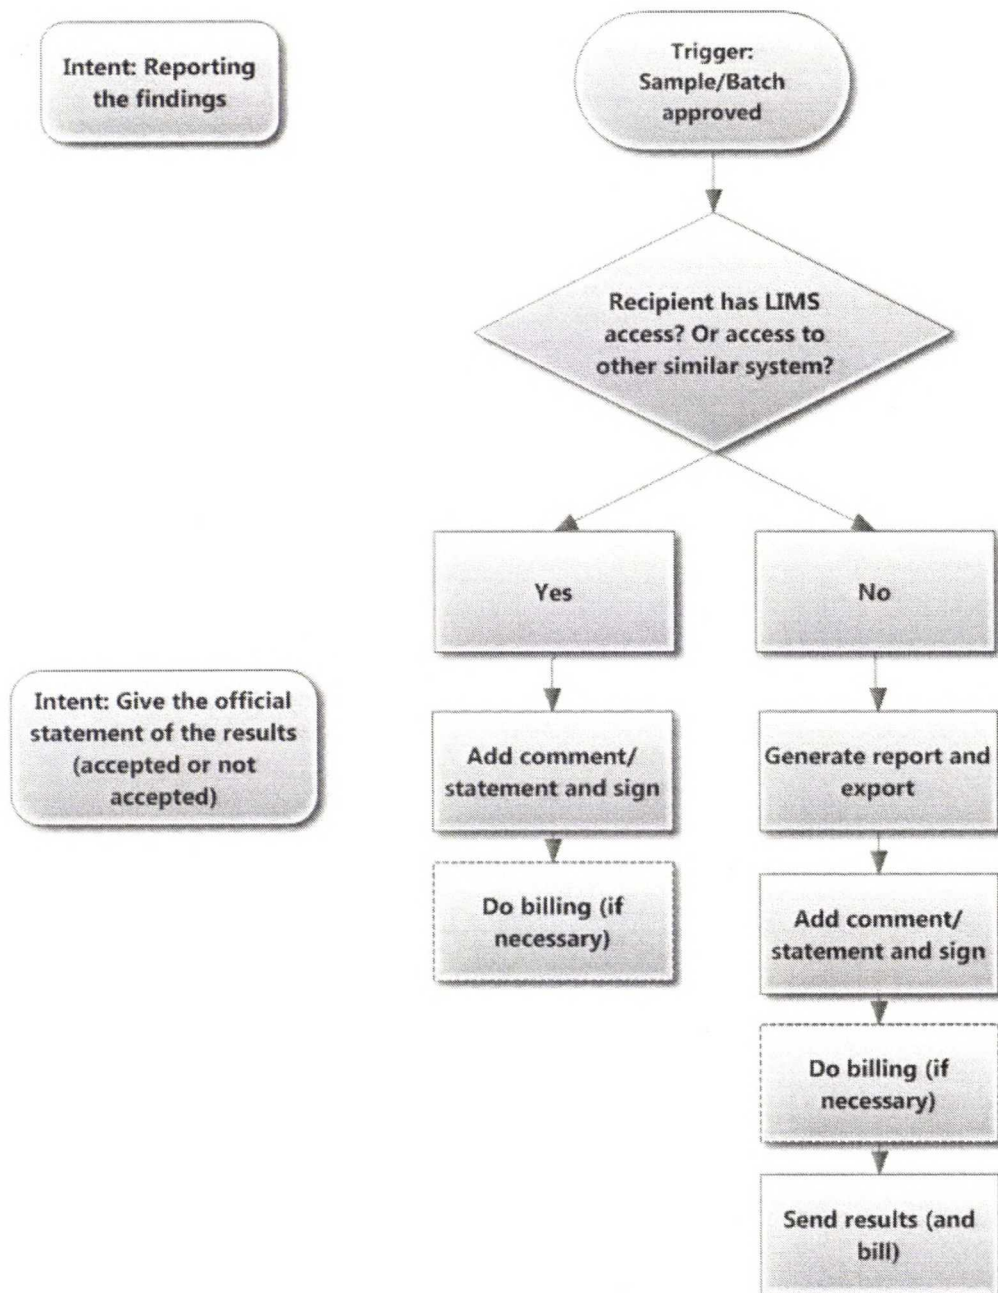 Intent: Reporting
the findings
Trigger:
Sample/Batch
approved
Recipient has LIMS
access? Or access to
other similar system?
Yes
No
Intent: Give the official
statement of the results
(accepted or not
accepted)
Add comment/
statement and sign
Generate report and
export
Do billing (if
necessary)
Add comment/
statement and sign
Do billing (if
necessary)
Send results (and
bill)